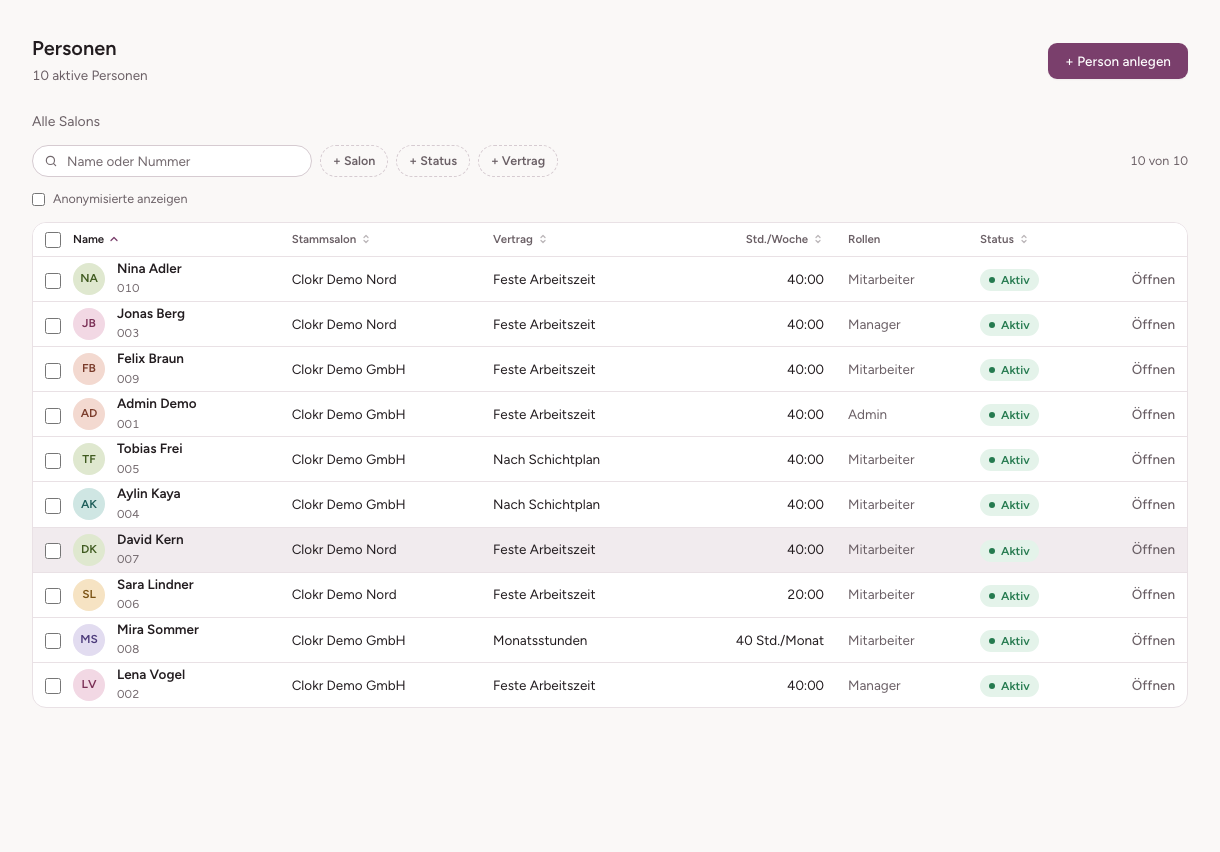 Personen
10 aktive Personen
+ Person anlegen
Alle Salons
Name oder Nummer
+ Salon
+ Status
+ Vertrag
10 von 10
Anonymisierte anzeigen
Name Stammsalon Vertrag Std./Woche Rollen Status
NA Nina Adler 010 Clokr Demo Nord Feste Arbeitszeit 40:00 Mitarbeiter Aktiv Öffnen
JB Jonas Berg 003 Clokr Demo Nord Feste Arbeitszeit 40:00 Manager Aktiv Öffnen
FB Felix Braun 009 Clokr Demo GmbH Feste Arbeitszeit 40:00 Mitarbeiter Aktiv Öffnen
AD Admin Demo 001 Clokr Demo GmbH Feste Arbeitszeit 40:00 Admin Aktiv Öffnen
TF Tobias Frei 005 Clokr Demo GmbH Nach Schichtplan 40:00 Mitarbeiter Aktiv Öffnen
AK Aylin Kaya 004 Clokr Demo GmbH Nach Schichtplan 40:00 Mitarbeiter Aktiv Öffnen
DK David Kern 007 Clokr Demo Nord Feste Arbeitszeit 40:00 Mitarbeiter Aktiv Öffnen
SL Sara Lindner 006 Clokr Demo Nord Feste Arbeitszeit 20:00 Mitarbeiter Aktiv Öffnen
MS Mira Sommer 008 Clokr Demo GmbH Monatsstunden 40 Std./Monat Mitarbeiter Aktiv Öffnen
LV Lena Vogel 002 Clokr Demo GmbH Feste Arbeitszeit 40:00 Manager Aktiv Öffnen